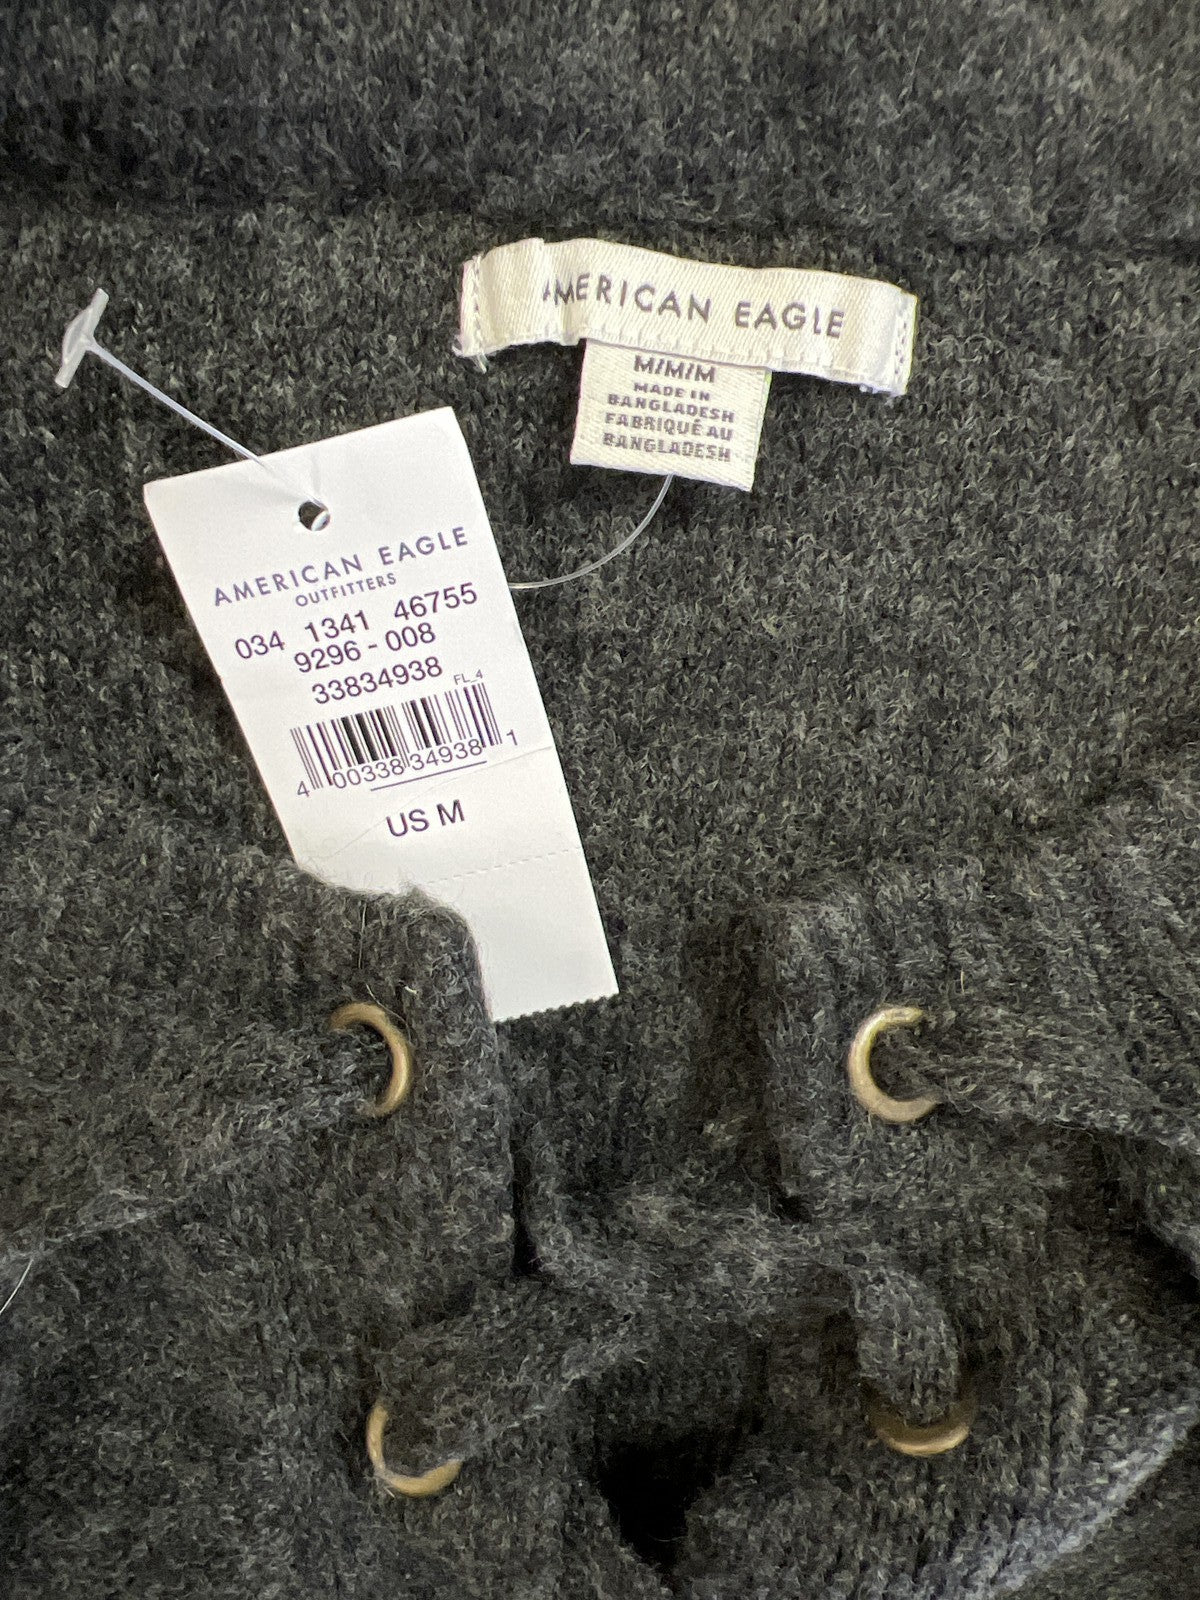 AMERICAN EAGLE
M/M/M
MADE IN
BANGLADESH
FABRIQUÉ AU
BANGLADESH
AMERICAN EAGLE
OUTFITTERS
034 1341 46755
9296 - 008
33834938
FL_4
4 00338 34938 1
US M